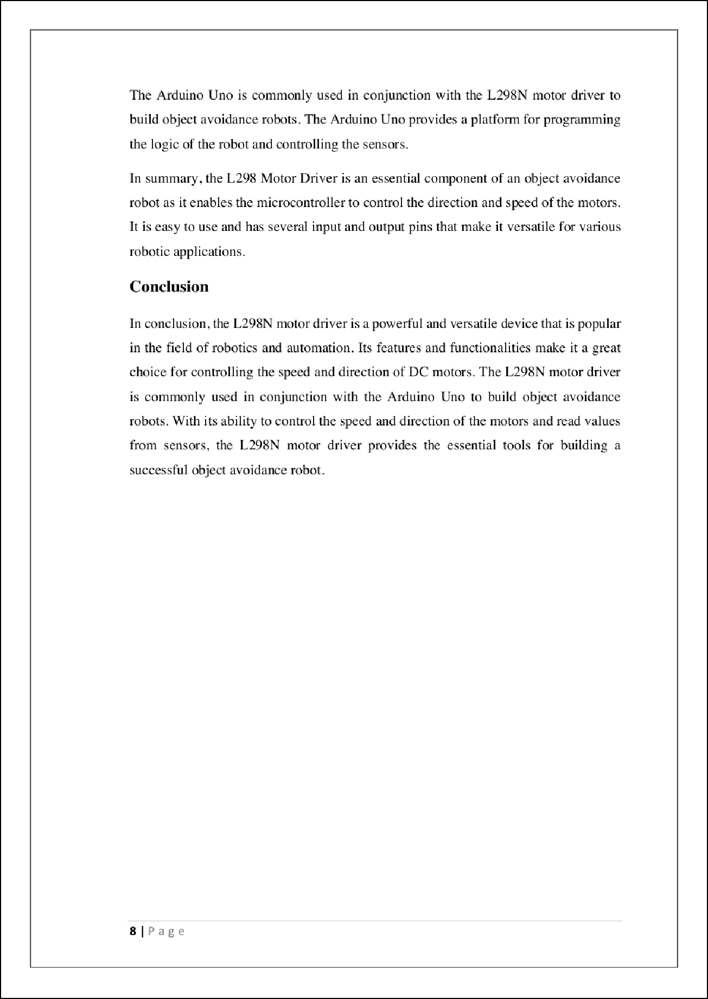 The Arduino Uno is commonly used in conjunction with the L298N motor driver to
build object avoidance robots. The Arduino Uno provides a platform for programming
the logic of the robot and controlling the sensors.
In summary, the L298 Motor Driver is an essential component of an object avoidance
robot as it enables the microcontroller to control the direction and speed of the motors.
It is easy to use and has several input and output pins that make it versatile for various
robotic applications.
Conclusion
In conclusion, the L298N motor driver is a powerful and versatile device that is popular
in the field of robotics and automation. Its features and functionalities make it a great
choice for controlling the speed and direction of DC motors. The L298N motor driver
is commonly used in conjunction with the Arduino Uno to build object avoidance
robots. With its ability to control the speed and direction of the motors and read values
from sensors, the L298N motor driver provides the essential tools for building a
successful object avoidance robot.
8 | P a g e